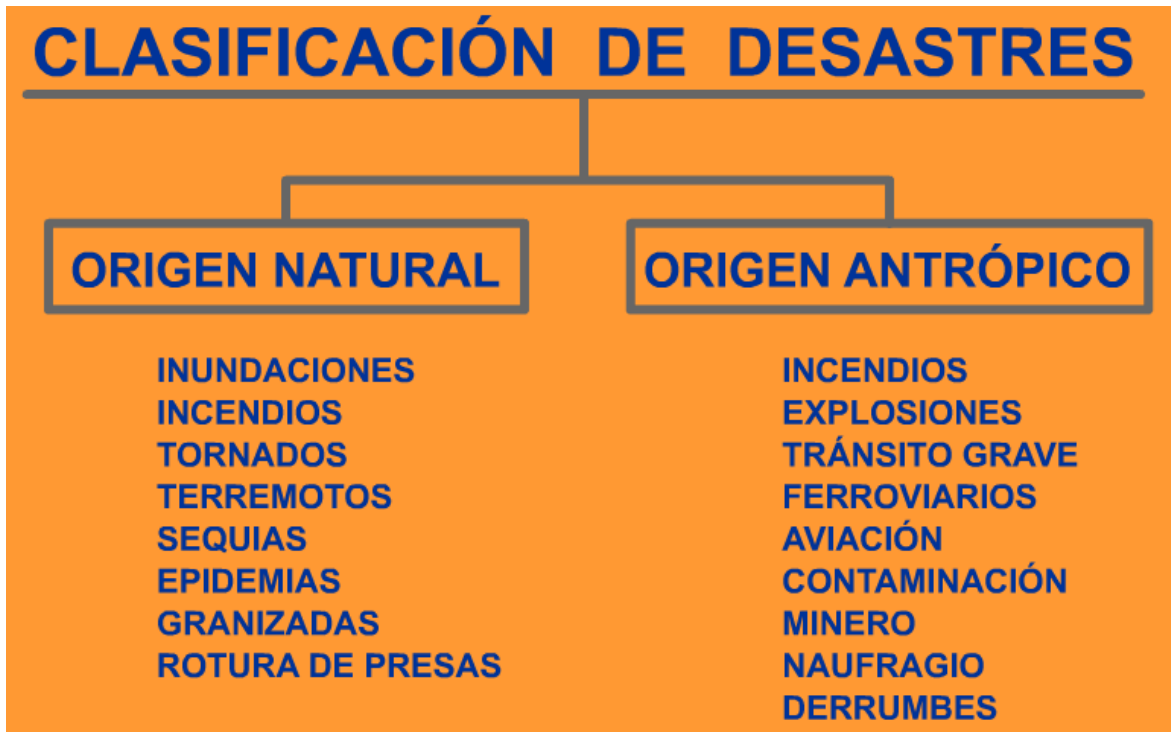 CLASIFICACIÓN DE DESASTRES
ORIGEN NATURAL
INUNDACIONES
INCENDIOS
TORNADOS
TERREMOTOS
SEQUIAS
EPIDEMIAS
GRANIZADAS
ROTURA DE PRESAS
ORIGEN ANTRÓPICO
INCENDIOS
EXPLOSIONES
TRÁNSITO GRAVE
FERROVIARIOS
AVIACIÓN
CONTAMINACIÓN
MINERO
NAUFRAGIO
DERRUMBES